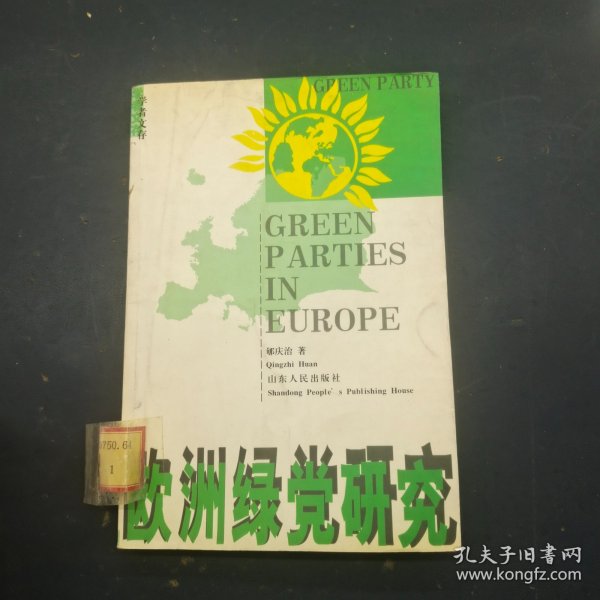 GREEN PARTY
学者文存
GREEN
PARTIES
IN
EUROPE
郇庆治 著
Qingzhi Huan
山东人民出版社
Shandong People's Publishing House
D750.64
1
欧洲绿党研究
孔夫子旧书网
www.kongfz.com